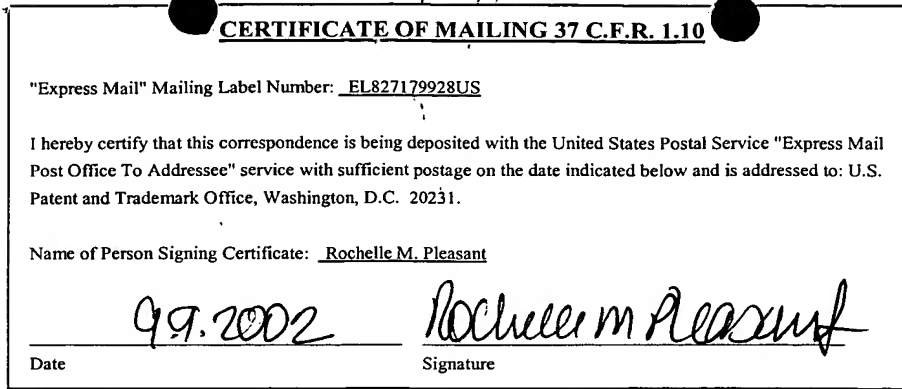 CERTIFICATE OF MAILING 37 C.F.R. 1.10
"Express Mail" Mailing Label Number: EL827179928US
I hereby certify that this correspondence is being deposited with the United States Postal Service "Express Mail
Post Office To Addressee" service with sufficient postage on the date indicated below and is addressed to: U.S.
Patent and Trademark Office, Washington, D.C. 20231.
Name of Person Signing Certificate: Rochelle M. Pleasant
9.9.2002 Rochelle M Pleasant
Date Signature